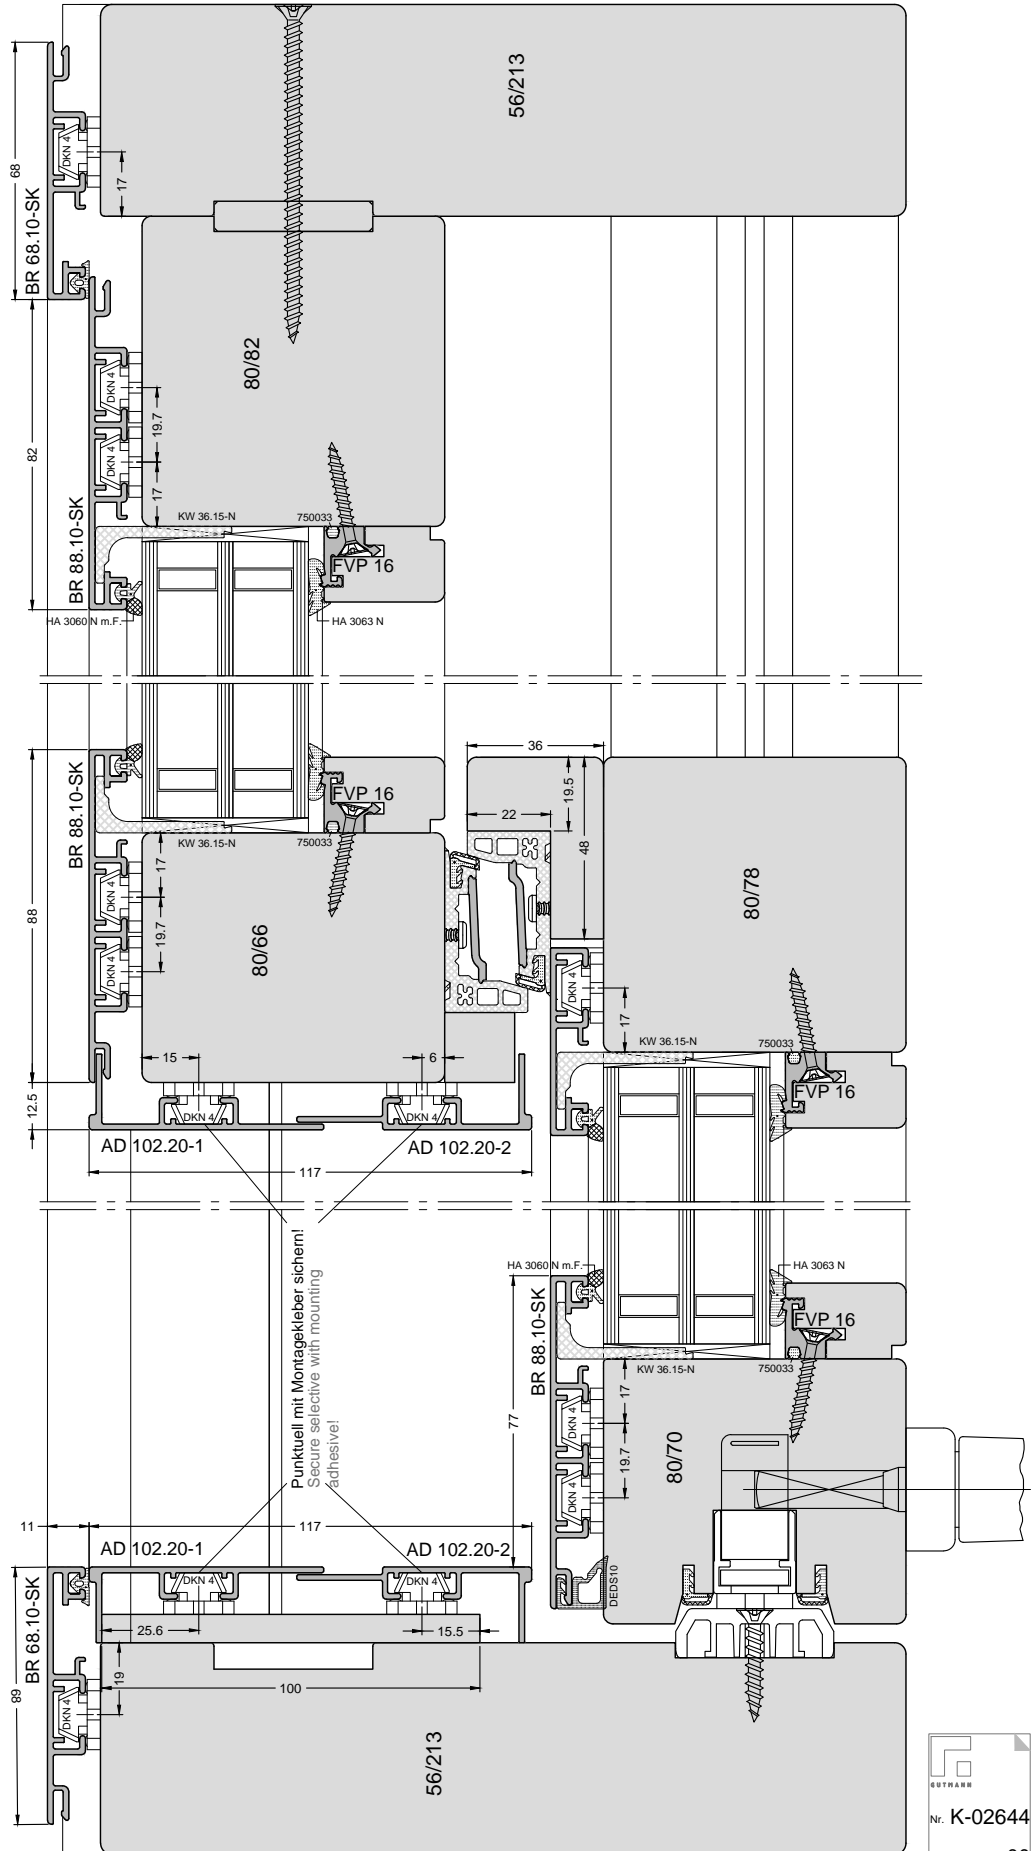 56/213
DKN 4
17
68
BR 68.10-SK
80/82
DKN 4
19.7
DKN 4
82
17
KW 36.15-N
750033
FVP 16
BR 88.10-SK
HA 3060 N m.F.
HA 3063 N
36
19.5
22
48
BR 88.10-SK
FVP 16
KW 36.15-N
750033
17
DKN 4
19.7
DKN 4
88
80/66
80/78
DKN 4
17
KW 36.15-N
750033
FVP 16
15
6
12.5
DKN 4
DKN 4
AD 102.20-1
AD 102.20-2
117
Punktuell mit Montagekleber sichern!
Secure selective with mounting
adhesive!
HA 3060 N m.F.
HA 3063 N
BR 88.10-SK
FVP 16
KW 36.15-N
750033
17
DKN 4
19.7
DKN 4
77
80/70
DEDS10
11
117
AD 102.20-1
AD 102.20-2
DKN 4
DKN 4
BR 68.10-SK
25.6
15.5
19
100
DKN 4
56/213
GUTMANN
Nr. K-02644